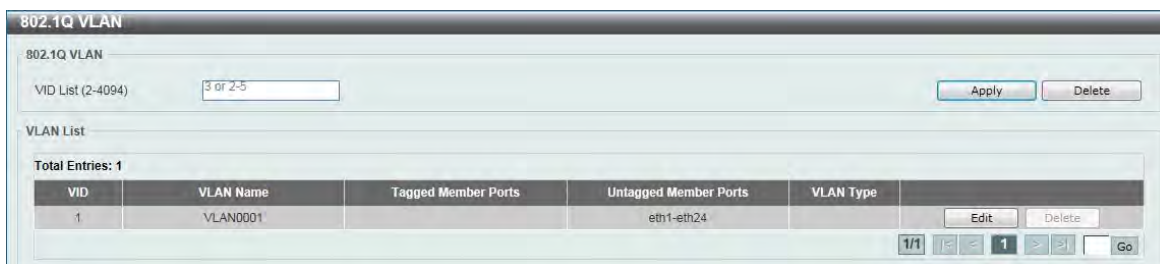 802.1Q VLAN
802.1Q VLAN
VID List (2-4094) 3 or 2-5 Apply Delete
VLAN List
Total Entries: 1
VID VLAN Name Tagged Member Ports Untagged Member Ports VLAN Type
1 VLAN0001 eth1-eth24 Edit Delete
1/1 |< < 1 > >| Go